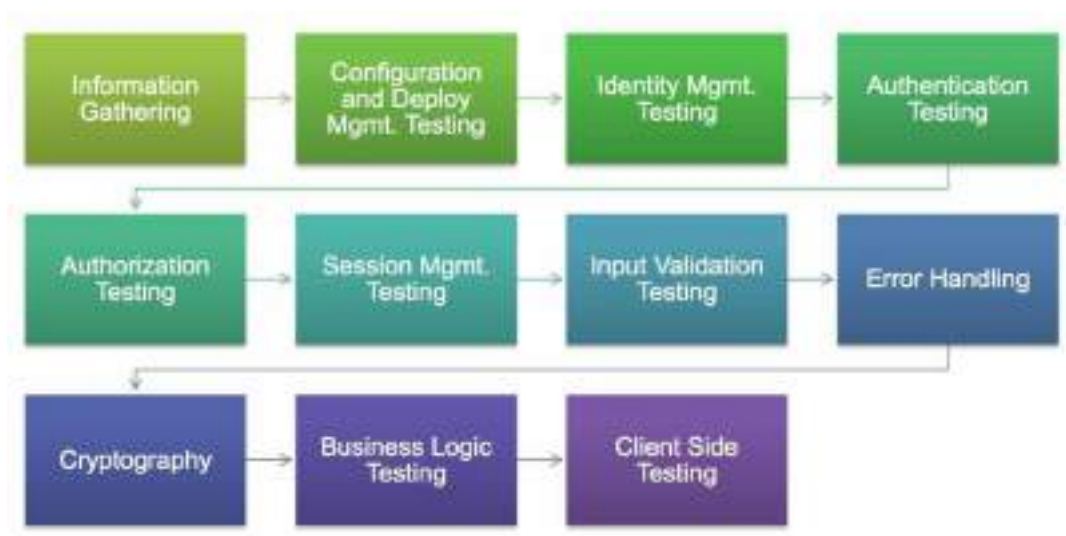 Information
Gathering
Configuration
and Deploy
Mgmt. Testing
Identity Mgmt.
Testing
Authentication
Testing
Authorization
Testing
Session Mgmt.
Testing
Input Validation
Testing
Error Handling
Cryptography
Business Logic
Testing
Client Side
Testing